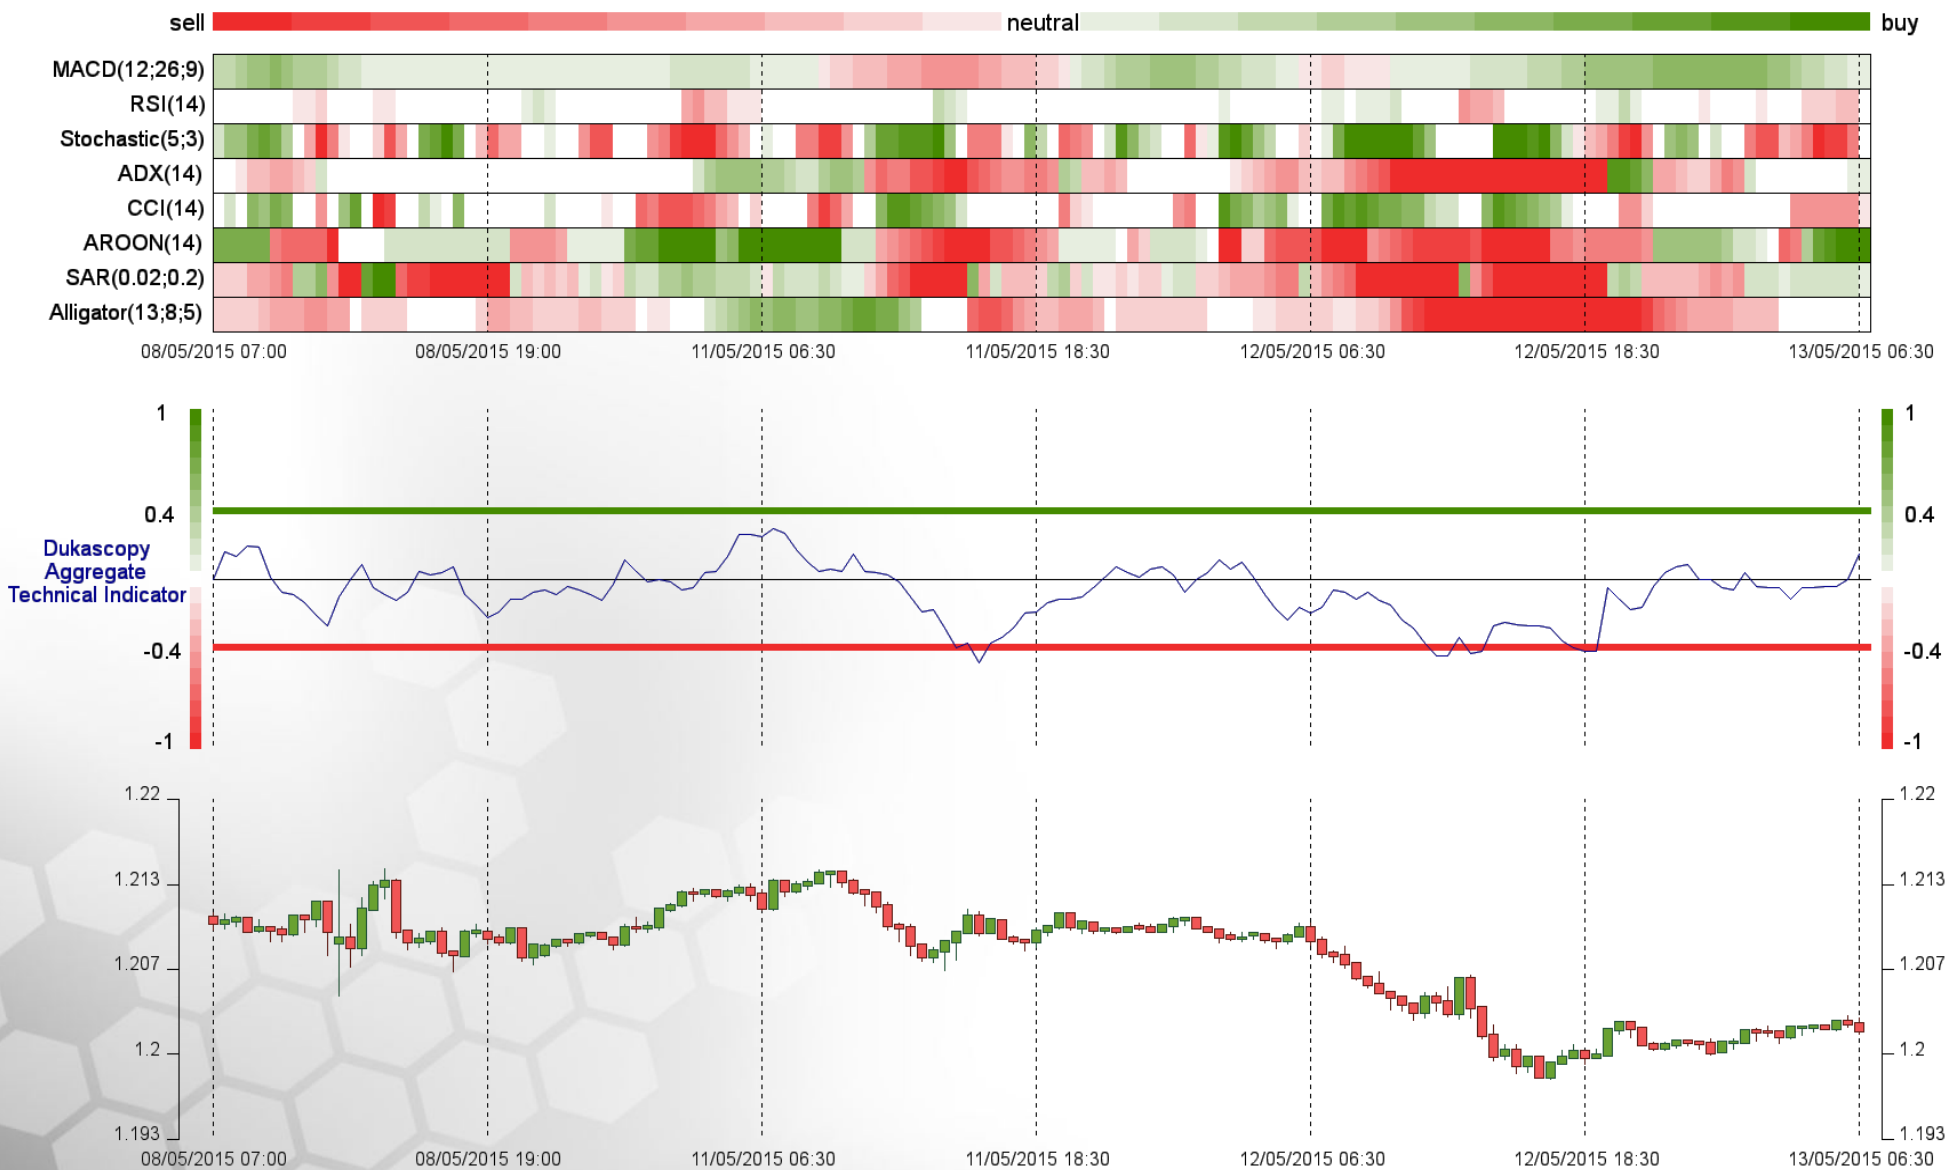 sell neutral buy
MACD(12;26;9)
RSI(14)
Stochastic(5;3)
ADX(14)
CCI(14)
AROON(14)
SAR(0.02;0.2)
Alligator(13;8;5)
08/05/2015 07:00 08/05/2015 19:00 11/05/2015 06:30 11/05/2015 18:30 12/05/2015 06:30 12/05/2015 18:30 13/05/2015 06:30
1 1
0.4 0.4
Dukascopy
Aggregate
Technical Indicator
-0.4 -0.4
-1 -1
1.22 1.22
1.213 1.213
1.207 1.207
1.2 1.2
1.193 1.193
08/05/2015 07:00 08/05/2015 19:00 11/05/2015 06:30 11/05/2015 18:30 12/05/2015 06:30 12/05/2015 18:30 13/05/2015 06:30